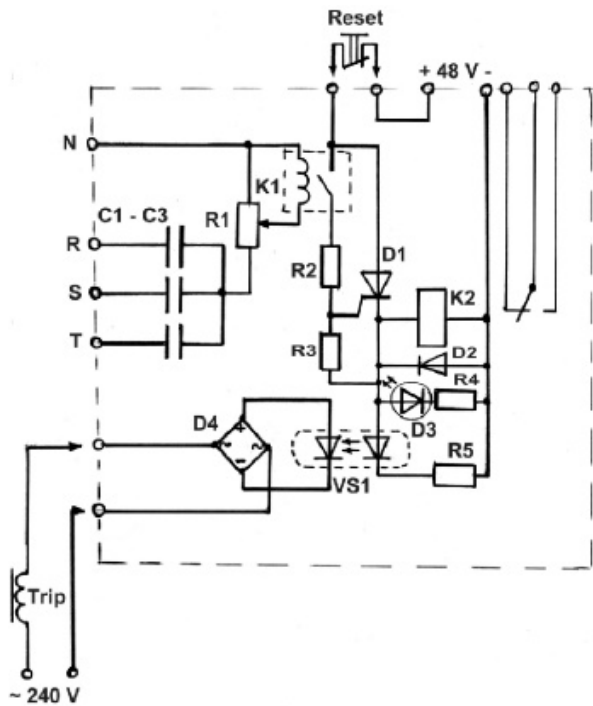 Reset
+ 48 V -
N
K1
C1 - C3
R1
R
R2
D1
S
K2
T
R3
D2
R4
D4
D3
R5
VS1
Trip
~ 240 V
+
~
~
-